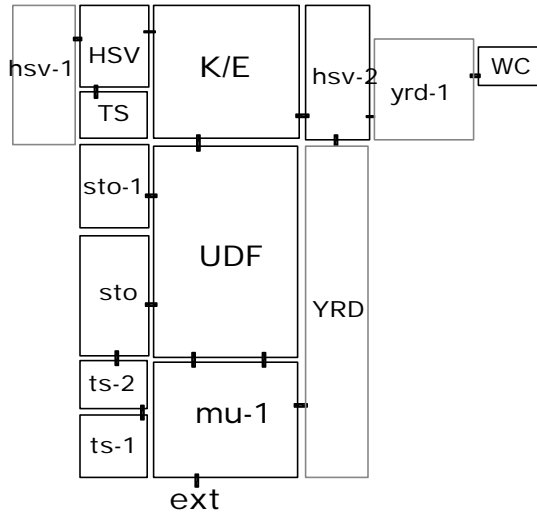 HSV
K/E
hsv-1
hsv-2
yrd-1
WC
TS
sto-1
UDF
sto
YRD
ts-2
mu-1
ts-1
ext